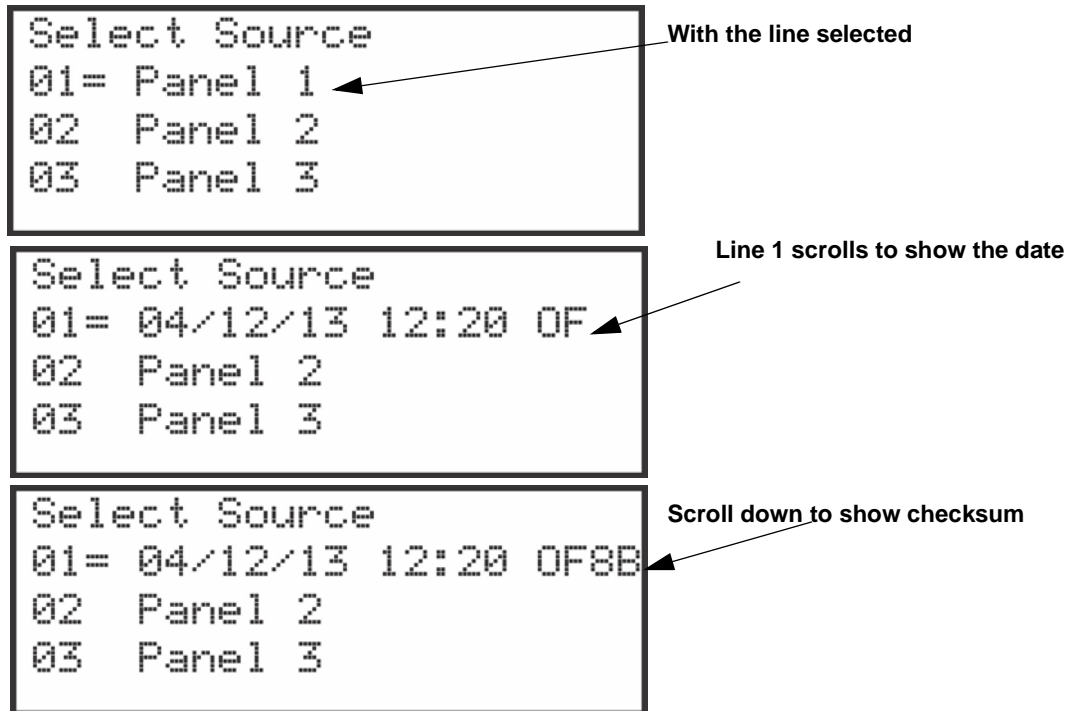 Select Source
01= Panel 1
02 Panel 2
03 Panel 3
With the line selected
Select Source
01= 04/12/13 12:20 OF
02 Panel 2
03 Panel 3
Line 1 scrolls to show the date
Select Source
01= 04/12/13 12:20 OF8B
02 Panel 2
03 Panel 3
Scroll down to show checksum